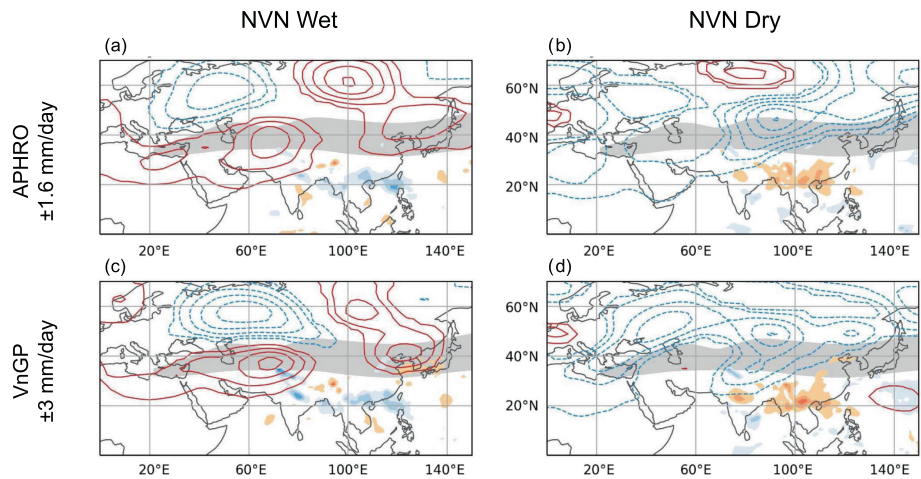 NVN Wet NVN Dry
(a) (b)
APHRO
±1.6 mm/day
60°N
40°N
20°N
20°E 60°E 100°E 140°E 20°E 60°E 100°E 140°E
(c) (d)
VnGP
±3 mm/day
60°N
40°N
20°N
20°E 60°E 100°E 140°E 20°E 60°E 100°E 140°E